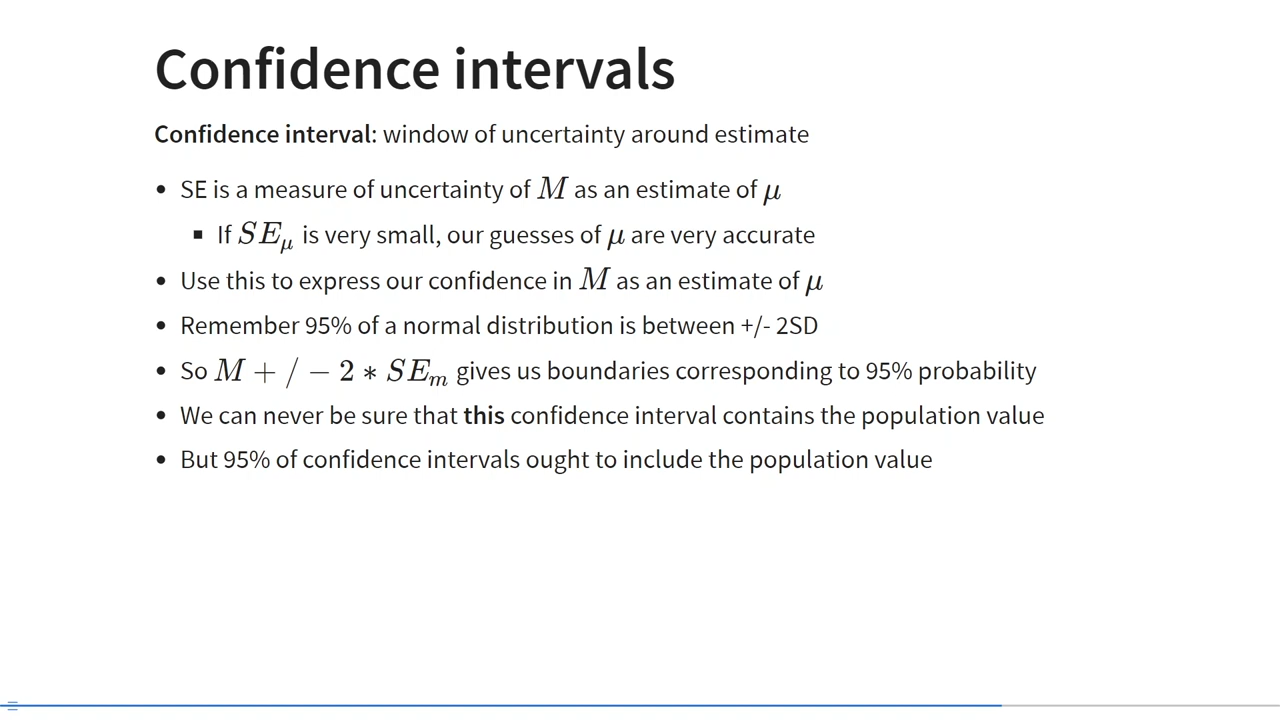 Confidence intervals
Confidence interval: window of uncertainty around estimate
• SE is a measure of uncertainty of M as an estimate of μ
▪ If SE_μ is very small, our guesses of μ are very accurate
• Use this to express our confidence in M as an estimate of μ
• Remember 95% of a normal distribution is between +/- 2SD
• So M + / − 2 ∗ SE_m gives us boundaries corresponding to 95% probability
• We can never be sure that this confidence interval contains the population value
• But 95% of confidence intervals ought to include the population value